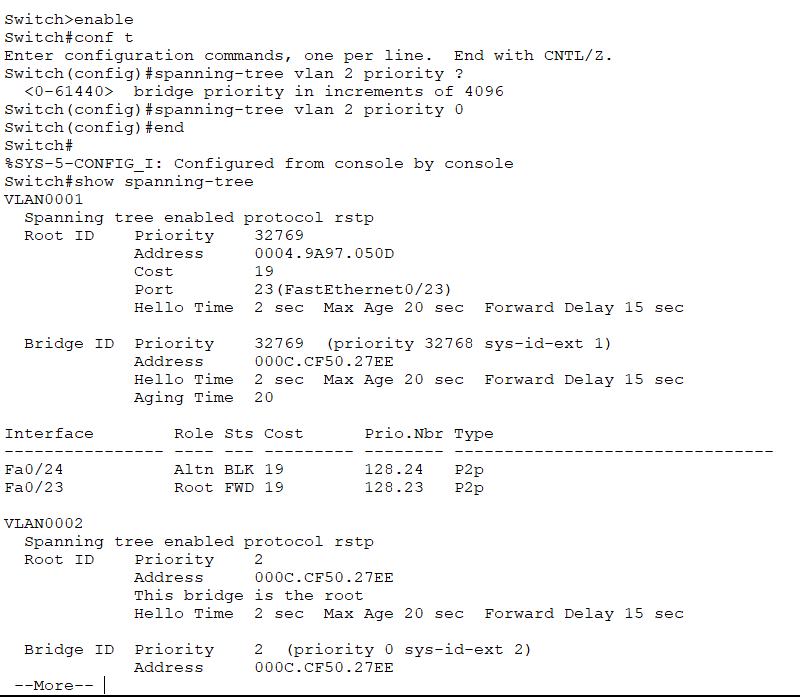 Switch>enable
Switch#conf t
Enter configuration commands, one per line.  End with CNTL/Z.
Switch(config)#spanning-tree vlan 2 priority ?
  <0-61440>  bridge priority in increments of 4096
Switch(config)#spanning-tree vlan 2 priority 0
Switch(config)#end
Switch#
%SYS-5-CONFIG_I: Configured from console by console
Switch#show spanning-tree
VLAN0001
  Spanning tree enabled protocol rstp
  Root ID    Priority    32769
             Address     0004.9A97.050D
             Cost        19
             Port        23(FastEthernet0/23)
             Hello Time  2 sec  Max Age 20 sec  Forward Delay 15 sec

  Bridge ID  Priority    32769  (priority 32768 sys-id-ext 1)
             Address     000C.CF50.27EE
             Hello Time  2 sec  Max Age 20 sec  Forward Delay 15 sec
             Aging Time  20

Interface        Role Sts Cost      Prio.Nbr Type
---------------- ---- --- --------- -------- --------------------------------
Fa0/24           Altn BLK 19        128.24   P2p
Fa0/23           Root FWD 19        128.23   P2p

VLAN0002
  Spanning tree enabled protocol rstp
  Root ID    Priority    2
             Address     000C.CF50.27EE
             This bridge is the root
             Hello Time  2 sec  Max Age 20 sec  Forward Delay 15 sec

  Bridge ID  Priority    2  (priority 0 sys-id-ext 2)
             Address     000C.CF50.27EE
 --More--